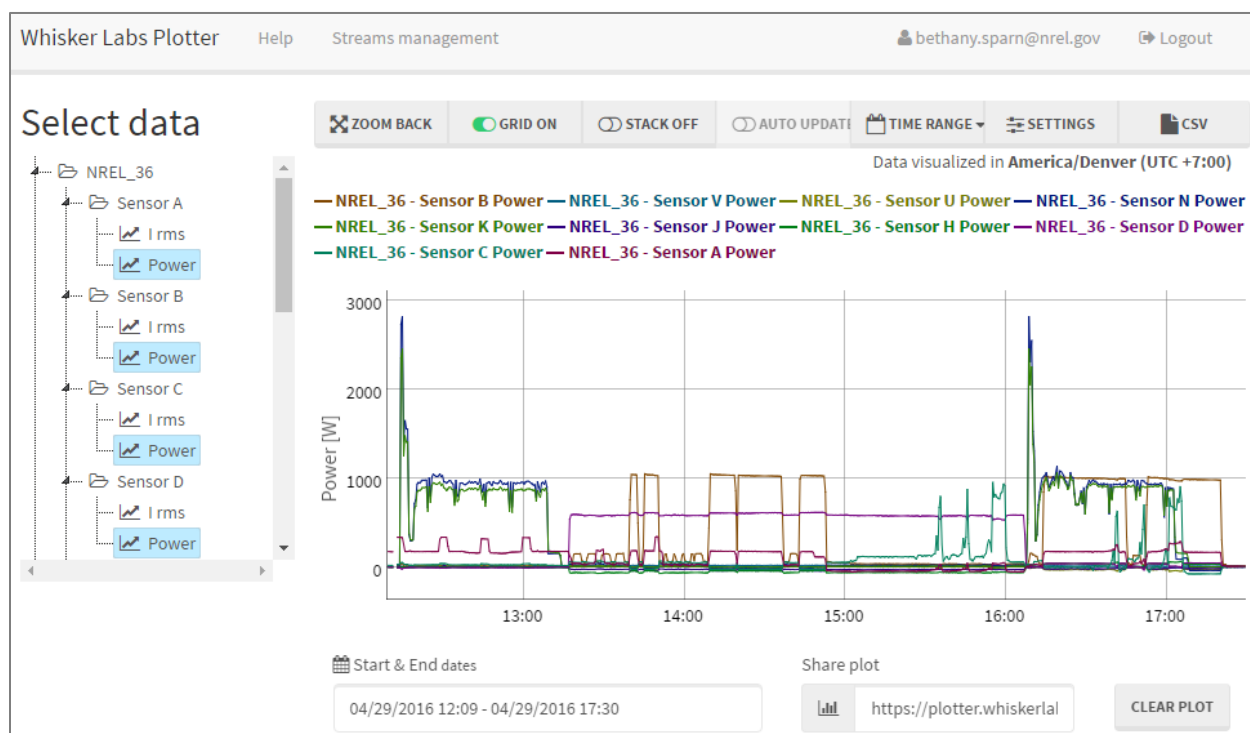 Whisker Labs Plotter Help Streams management bethany.sparn@nrel.gov Logout
Select data
NREL_36
Sensor A
I rms
Power
Sensor B
I rms
Power
Sensor C
I rms
Power
Sensor D
I rms
Power
ZOOM BACK GRID ON STACK OFF AUTO UPDATE TIME RANGE SETTINGS CSV
Data visualized in America/Denver (UTC +7:00)
NREL_36 - Sensor B Power NREL_36 - Sensor V Power NREL_36 - Sensor U Power NREL_36 - Sensor N Power
NREL_36 - Sensor K Power NREL_36 - Sensor J Power NREL_36 - Sensor H Power NREL_36 - Sensor D Power
NREL_36 - Sensor C Power NREL_36 - Sensor A Power
Power [W]
3000
2000
1000
0
13:00 14:00 15:00 16:00 17:00
Start & End dates
04/29/2016 12:09 - 04/29/2016 17:30
Share plot
https://plotter.whiskerlal
CLEAR PLOT